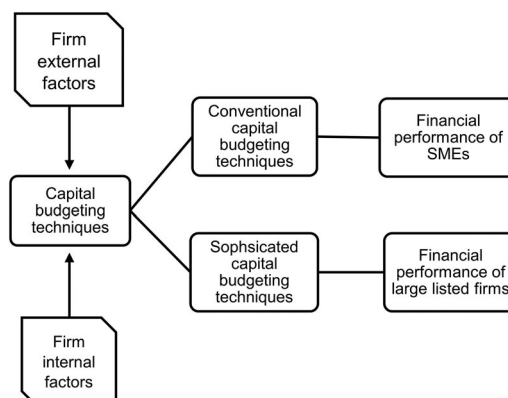 Firm
external
factors
Conventional
capital
budgeting
techniques
Financial
performance of
SMEs
Capital
budgeting
techniques
Sophsicated
capital
budgeting
techniques
Financial
performance of
large listed firms
Firm
internal
factors